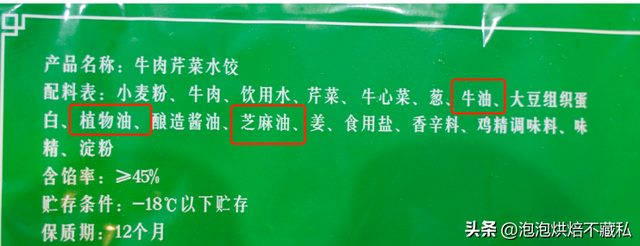 产品名称：牛肉芹菜水饺
配料表：小麦粉、牛肉、饮用水、芹菜、牛心菜、葱、牛油、大豆组织蛋
白、植物油、酿造酱油、芝麻油、姜、食用盐、香辛料、鸡精调味料、味
精、淀粉
含馅率：≥45%
贮存条件：-18℃以下贮存
保质期：12个月
头条 @泡泡烘焙不藏私